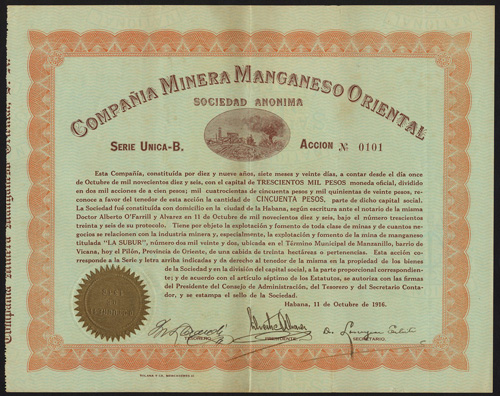 COMPAÑIA MINERA MANGANESO ORIENTAL
SOCIEDAD ANONIMA
SERIE UNICA-B.
ACCION № 0101
Esta Compañía, constituída por diez y nueve años, siete meses y veinte días, a contar desde el día once
de Octubre de mil novecientos diez y seis, con el capital de TRESCIENTOS MIL PESOS moneda oficial, dividido
en dos mil acciones de a cien pesos; mil cuatrocientas de cincuenta pesos y mil quinientas de veinte pesos, re-
conoce a favor del tenedor de esta acción la cantidad de CINCUENTA PESOS, parte de dicho capital social.
La Sociedad fué constituída con domicilio en la ciudad de la Habana, según escritura ante el notario de la misma
Doctor Alberto O'Farrill y Alvarez en 11 de Octubre de mil novecientos diez y seis, bajo el número trescientos
treinta y seis de su protocolo. Tiene por objeto la explotación y fomento de toda clase de minas y de cuantos ne-
gocios se relacionen con la industria minera, y, especialmente, la explotación y fomento de la mina de manganeso
titulada "LA SUBUR", número dos mil veinte y dos, ubicada en el Término Municipal de Manzanillo, barrio de
Vicana, hoy el Pilón, Provincia de Oriente, de una cabida de treinta hectáreas o pertenencias. Esta acción co-
rresponde a la Serie y letra arriba indicadas y da derecho al tenedor de la misma en la propiedad de los bienes
de la Sociedad y en la división del capital social, a la parte proporcional correspondien-
te; y de acuerdo con el artículo séptimo de los Estatutos, se autoriza con las firmas
del Presidente del Consejo de Administración, del Tesorero y del Secretario Conta-
dor, y se estampa el sello de la Sociedad.
Habana, 11 de Octubre de 1916.
TESORERO
PRESIDENTE
SECRETARIO.